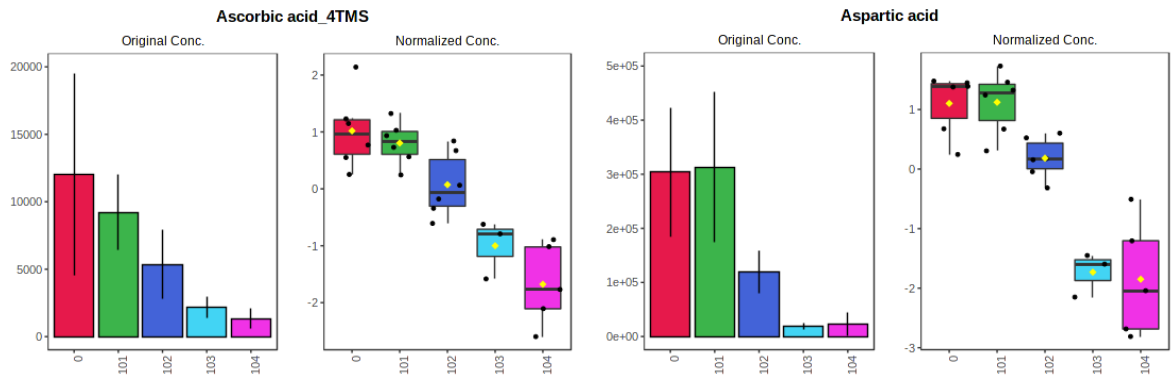 Ascorbic acid_4TMS
Original Conc.
Normalized Conc.
20000
15000
10000
5000
0
2
1
0
-1
-2
0
101
102
103
104
0
101
102
103
104
Aspartic acid
Original Conc.
Normalized Conc.
5e+05
4e+05
3e+05
2e+05
1e+05
0e+00
1
0
-1
-2
-3
0
101
102
103
104
0
101
102
103
104